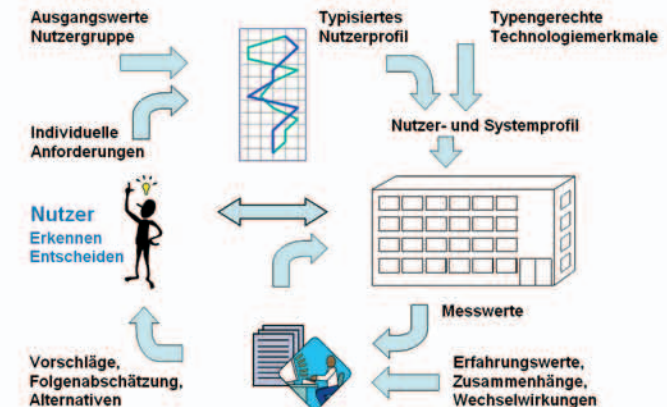 Ausgangswerte
Nutzergruppe
Typisiertes
Nutzerprofil
Typengerechte
Technologiemerkmale
Individuelle
Anforderungen
Nutzer- und Systemprofil
Nutzer
Erkennen
Entscheiden
Messwerte
Vorschläge,
Folgenabschätzung,
Alternativen
Erfahrungswerte,
Zusammenhänge,
Wechselwirkungen